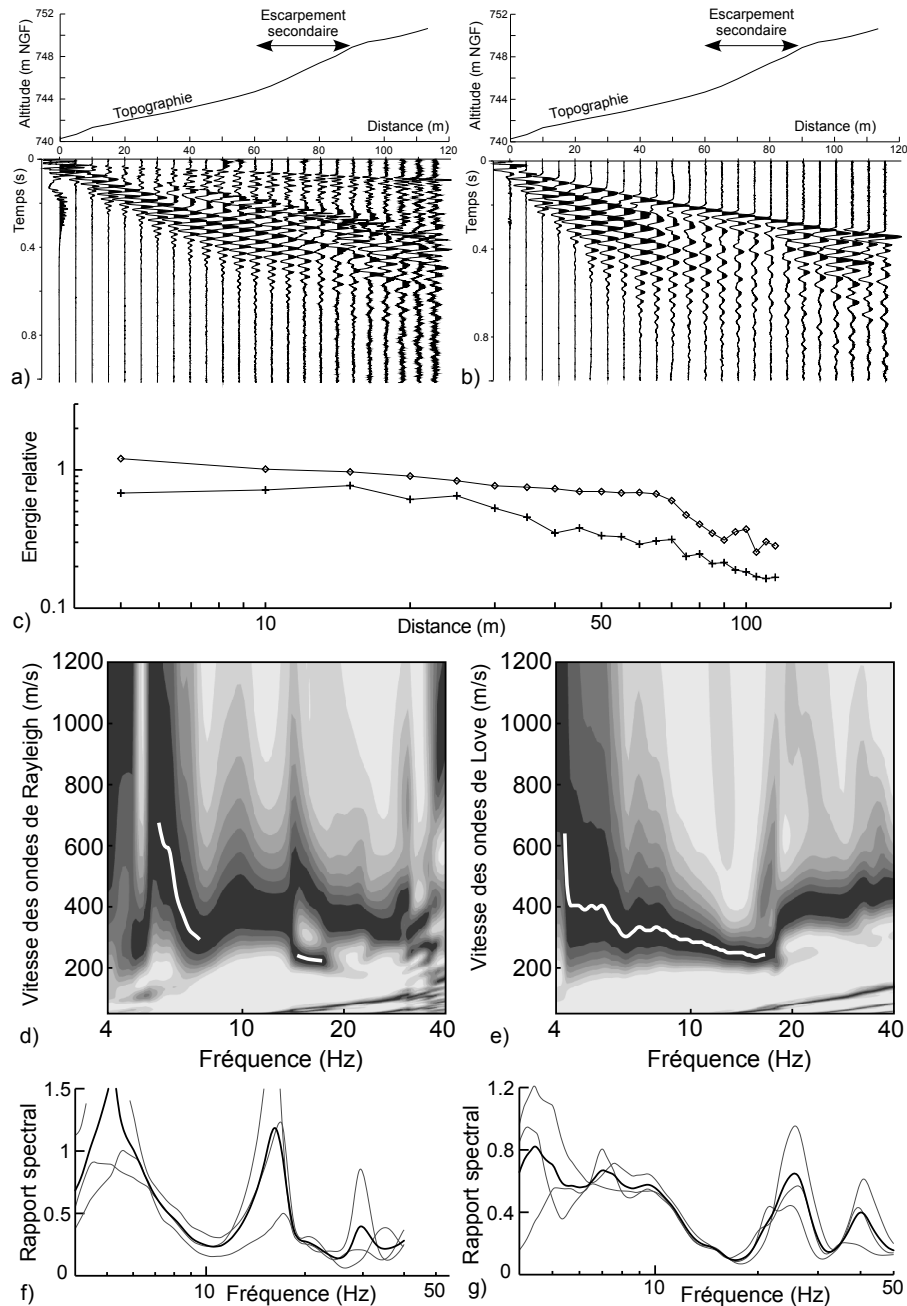 Escarpement
secondaire
Altitude (m NGF)
752
748
744
740
Topographie
Distance (m)
0 20 40 60 80 100 120
Temps (s)
0
0.4
0.8
a)
Escarpement
secondaire
Altitude (m NGF)
752
748
744
740
Topographie
Distance (m)
0 20 40 60 80 100 120
Temps (s)
0
0.4
0.8
b)
Energie relative
1
0.1
10 50 100
Distance (m)
c)
Vitesse des ondes de Rayleigh (m/s)
1200
1000
800
600
400
200
4 10 20 40
Fréquence (Hz)
d)
Vitesse des ondes de Love (m/s)
1200
1000
800
600
400
200
4 10 20 40
Fréquence (Hz)
e)
Rapport spectral
1.5
1
0.5
0
10 50
Fréquence (Hz)
f)
Rapport spectral
1.2
0.8
0.4
0
10 50
Fréquence (Hz)
g)